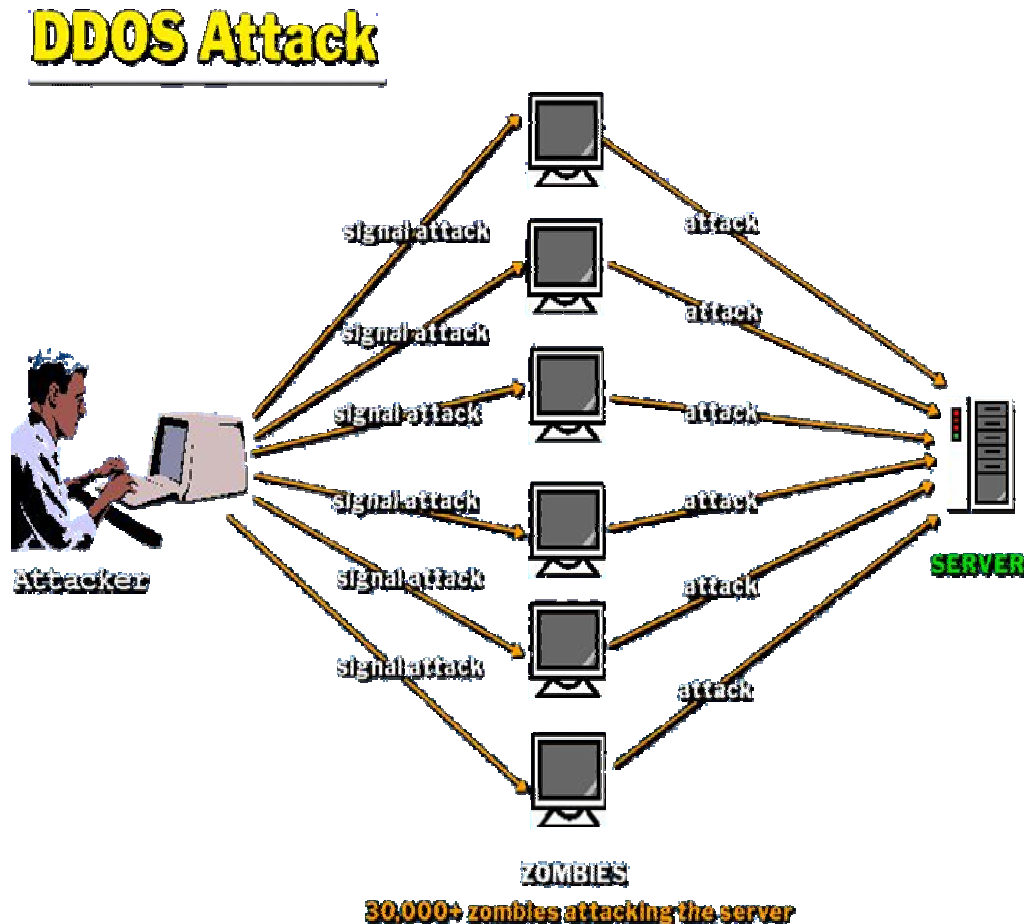 DDOS Attack
signal attack
attack
signal attack
attack
signal attack
attack
signal attack
attack
signal attack
attack
signal attack
attack
Attacker
SERVER
ZOMBIES
30,000+ zombies attacking the server